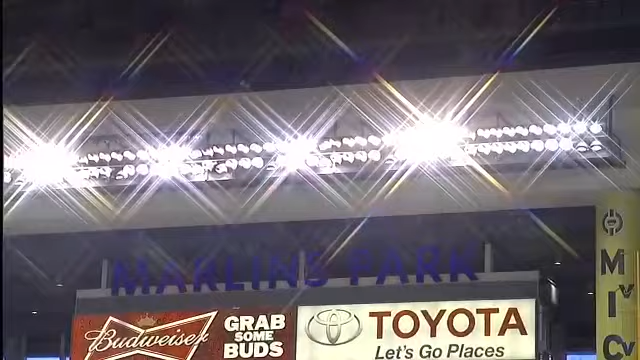 MARLINS PARK
Budweiser
GRAB
SOME
BUDS
TOYOTA
Let's Go Places